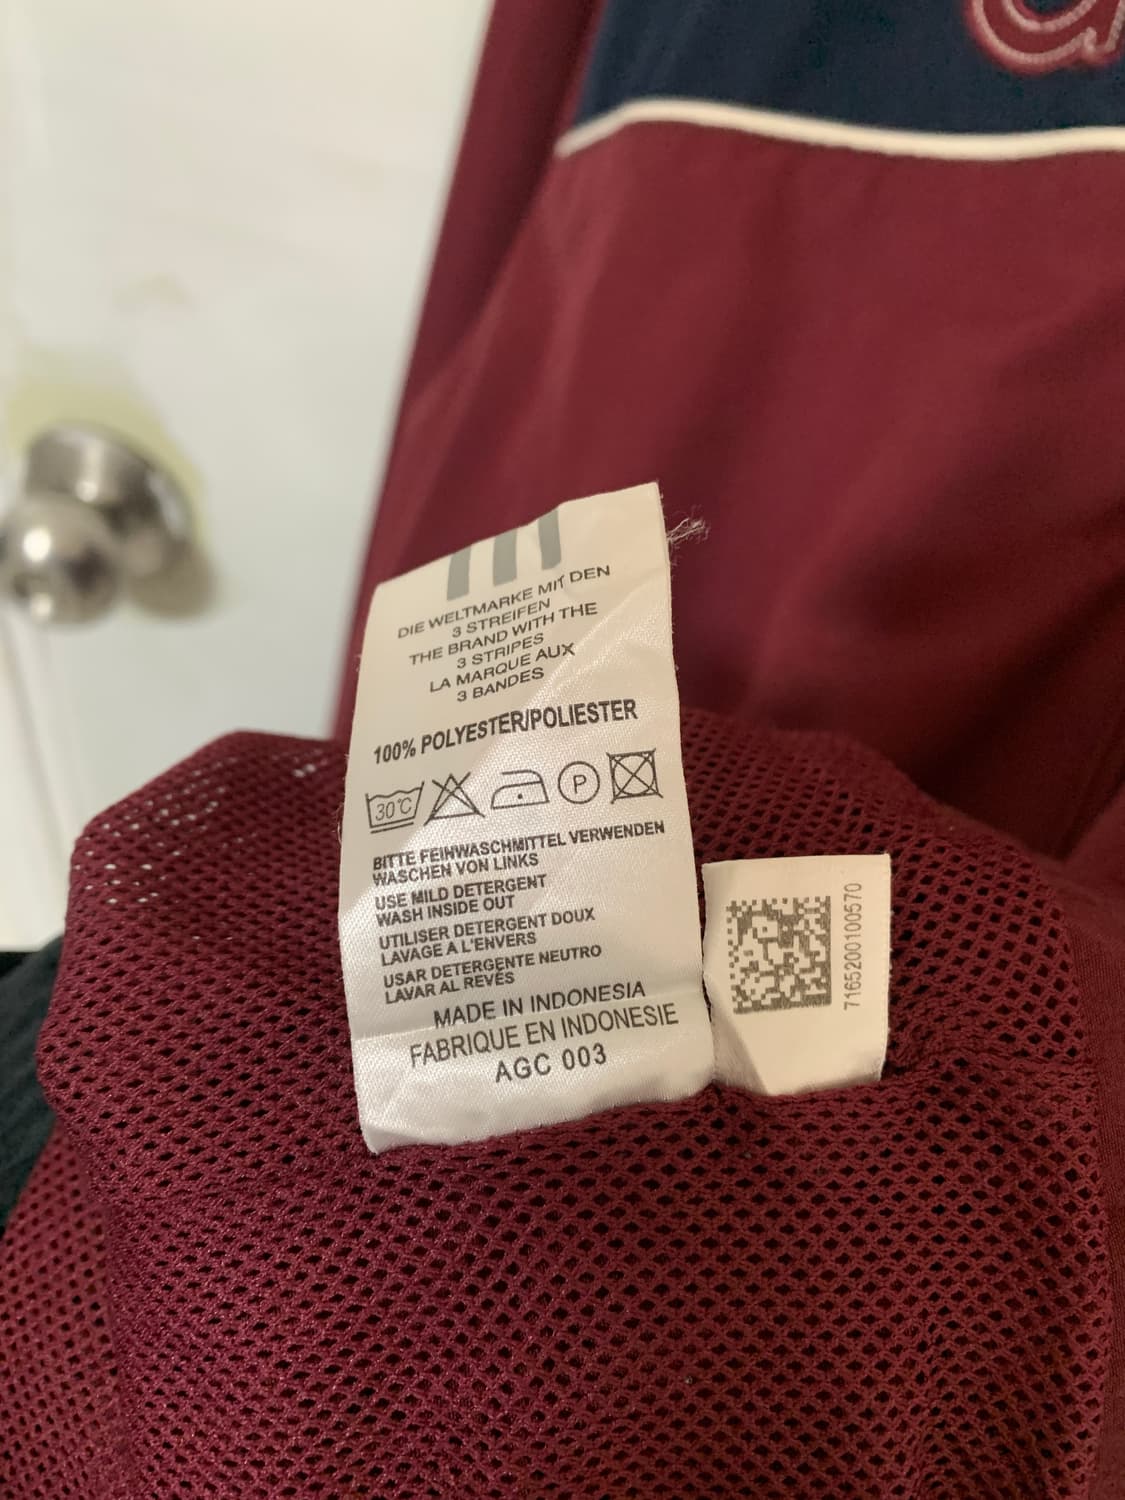 DIE WELTMARKE MIT DEN
3 STREIFEN
THE BRAND WITH THE
3 STRIPES
LA MARQUE AUX
3 BANDES
100% POLYESTER/POLIESTER
30°C P
BITTE FEINWASCHMITTEL VERWENDEN
WASCHEN VON LINKS
USE MILD DETERGENT
WASH INSIDE OUT
UTILISER DETERGENT DOUX
LAVAGE A L'ENVERS
USAR DETERGENTE NEUTRO
LAVAR AL REVÉS
MADE IN INDONESIA
FABRIQUE EN INDONESIE
AGC 003
7165200100570